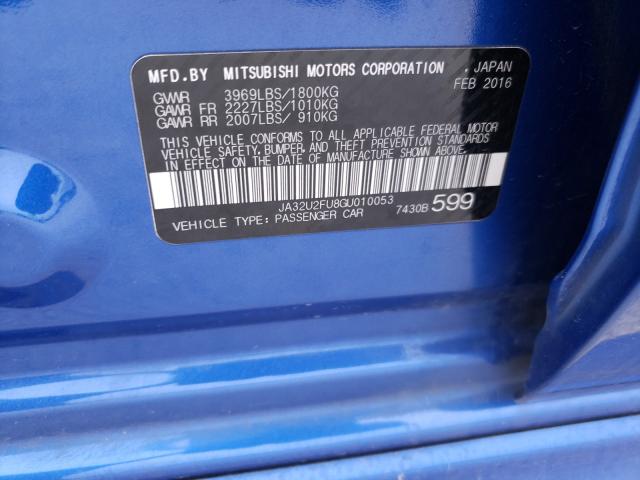 MFD.BY MITSUBISHI MOTORS CORPORATION . JAPAN
GVWR 3969LBS/1800KG FEB 2016
GAWR FR 2227LBS/1010KG
GAWR RR 2007LBS/ 910KG
THIS VEHICLE CONFORMS TO ALL APPLICABLE FEDERAL MOTOR
VEHICLE SAFETY, BUMPER, AND THEFT PREVENTION STANDARDS
IN EFFECT ON THE DATE OF MANUFACTURE SHOWN ABOVE.
JA32U2FU8GU010053
VEHICLE TYPE: PASSENGER CAR 7430B 599